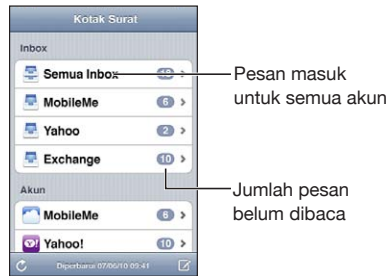 Kotak Surat
Inbox
Semua Inbox
Pesan masuk
untuk semua akun
MobileMe 6
Yahoo 2
Exchange 10
Jumlah pesan
belum dibaca
Akun
MobileMe 6
Yahoo! 10
Diperbarui 07/06/10 09:41